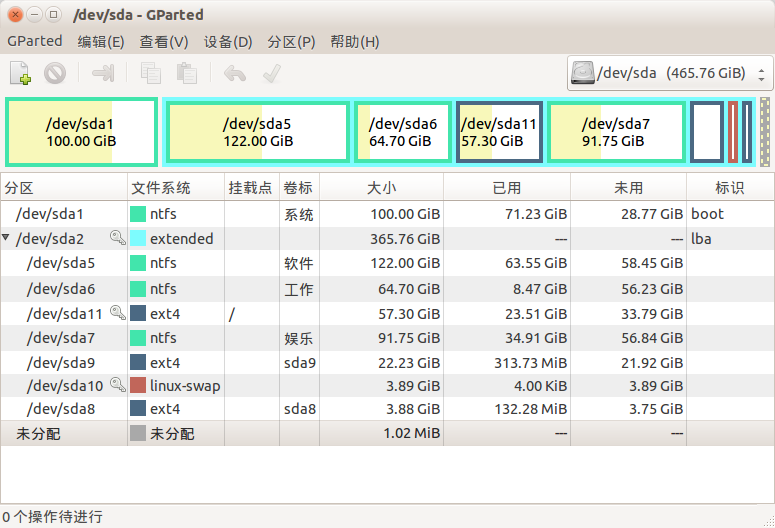 /dev/sda - GParted
GParted 编辑(E) 查看(V) 设备(D) 分区(P) 帮助(H)
/dev/sda (465.76 GiB)
/dev/sda1 /dev/sda5 /dev/sda6 /dev/sda11 /dev/sda7
100.00 GiB 122.00 GiB 64.70 GiB 57.30 GiB 91.75 GiB
分区 文件系统 挂载点 卷标 大小 已用 未用 标识
/dev/sda1 ntfs 系统 100.00 GiB 71.23 GiB 28.77 GiB boot
/dev/sda2 extended 365.76 GiB --- --- lba
/dev/sda5 ntfs 软件 122.00 GiB 63.55 GiB 58.45 GiB
/dev/sda6 ntfs 工作 64.70 GiB 8.47 GiB 56.23 GiB
/dev/sda11 ext4 / 57.30 GiB 23.51 GiB 33.79 GiB
/dev/sda7 ntfs 娱乐 91.75 GiB 34.91 GiB 56.84 GiB
/dev/sda9 ext4 sda9 22.23 GiB 313.73 MiB 21.92 GiB
/dev/sda10 linux-swap 3.89 GiB 4.00 KiB 3.89 GiB
/dev/sda8 ext4 sda8 3.88 GiB 132.28 MiB 3.75 GiB
未分配 未分配 1.02 MiB --- ---
0 个操作待进行